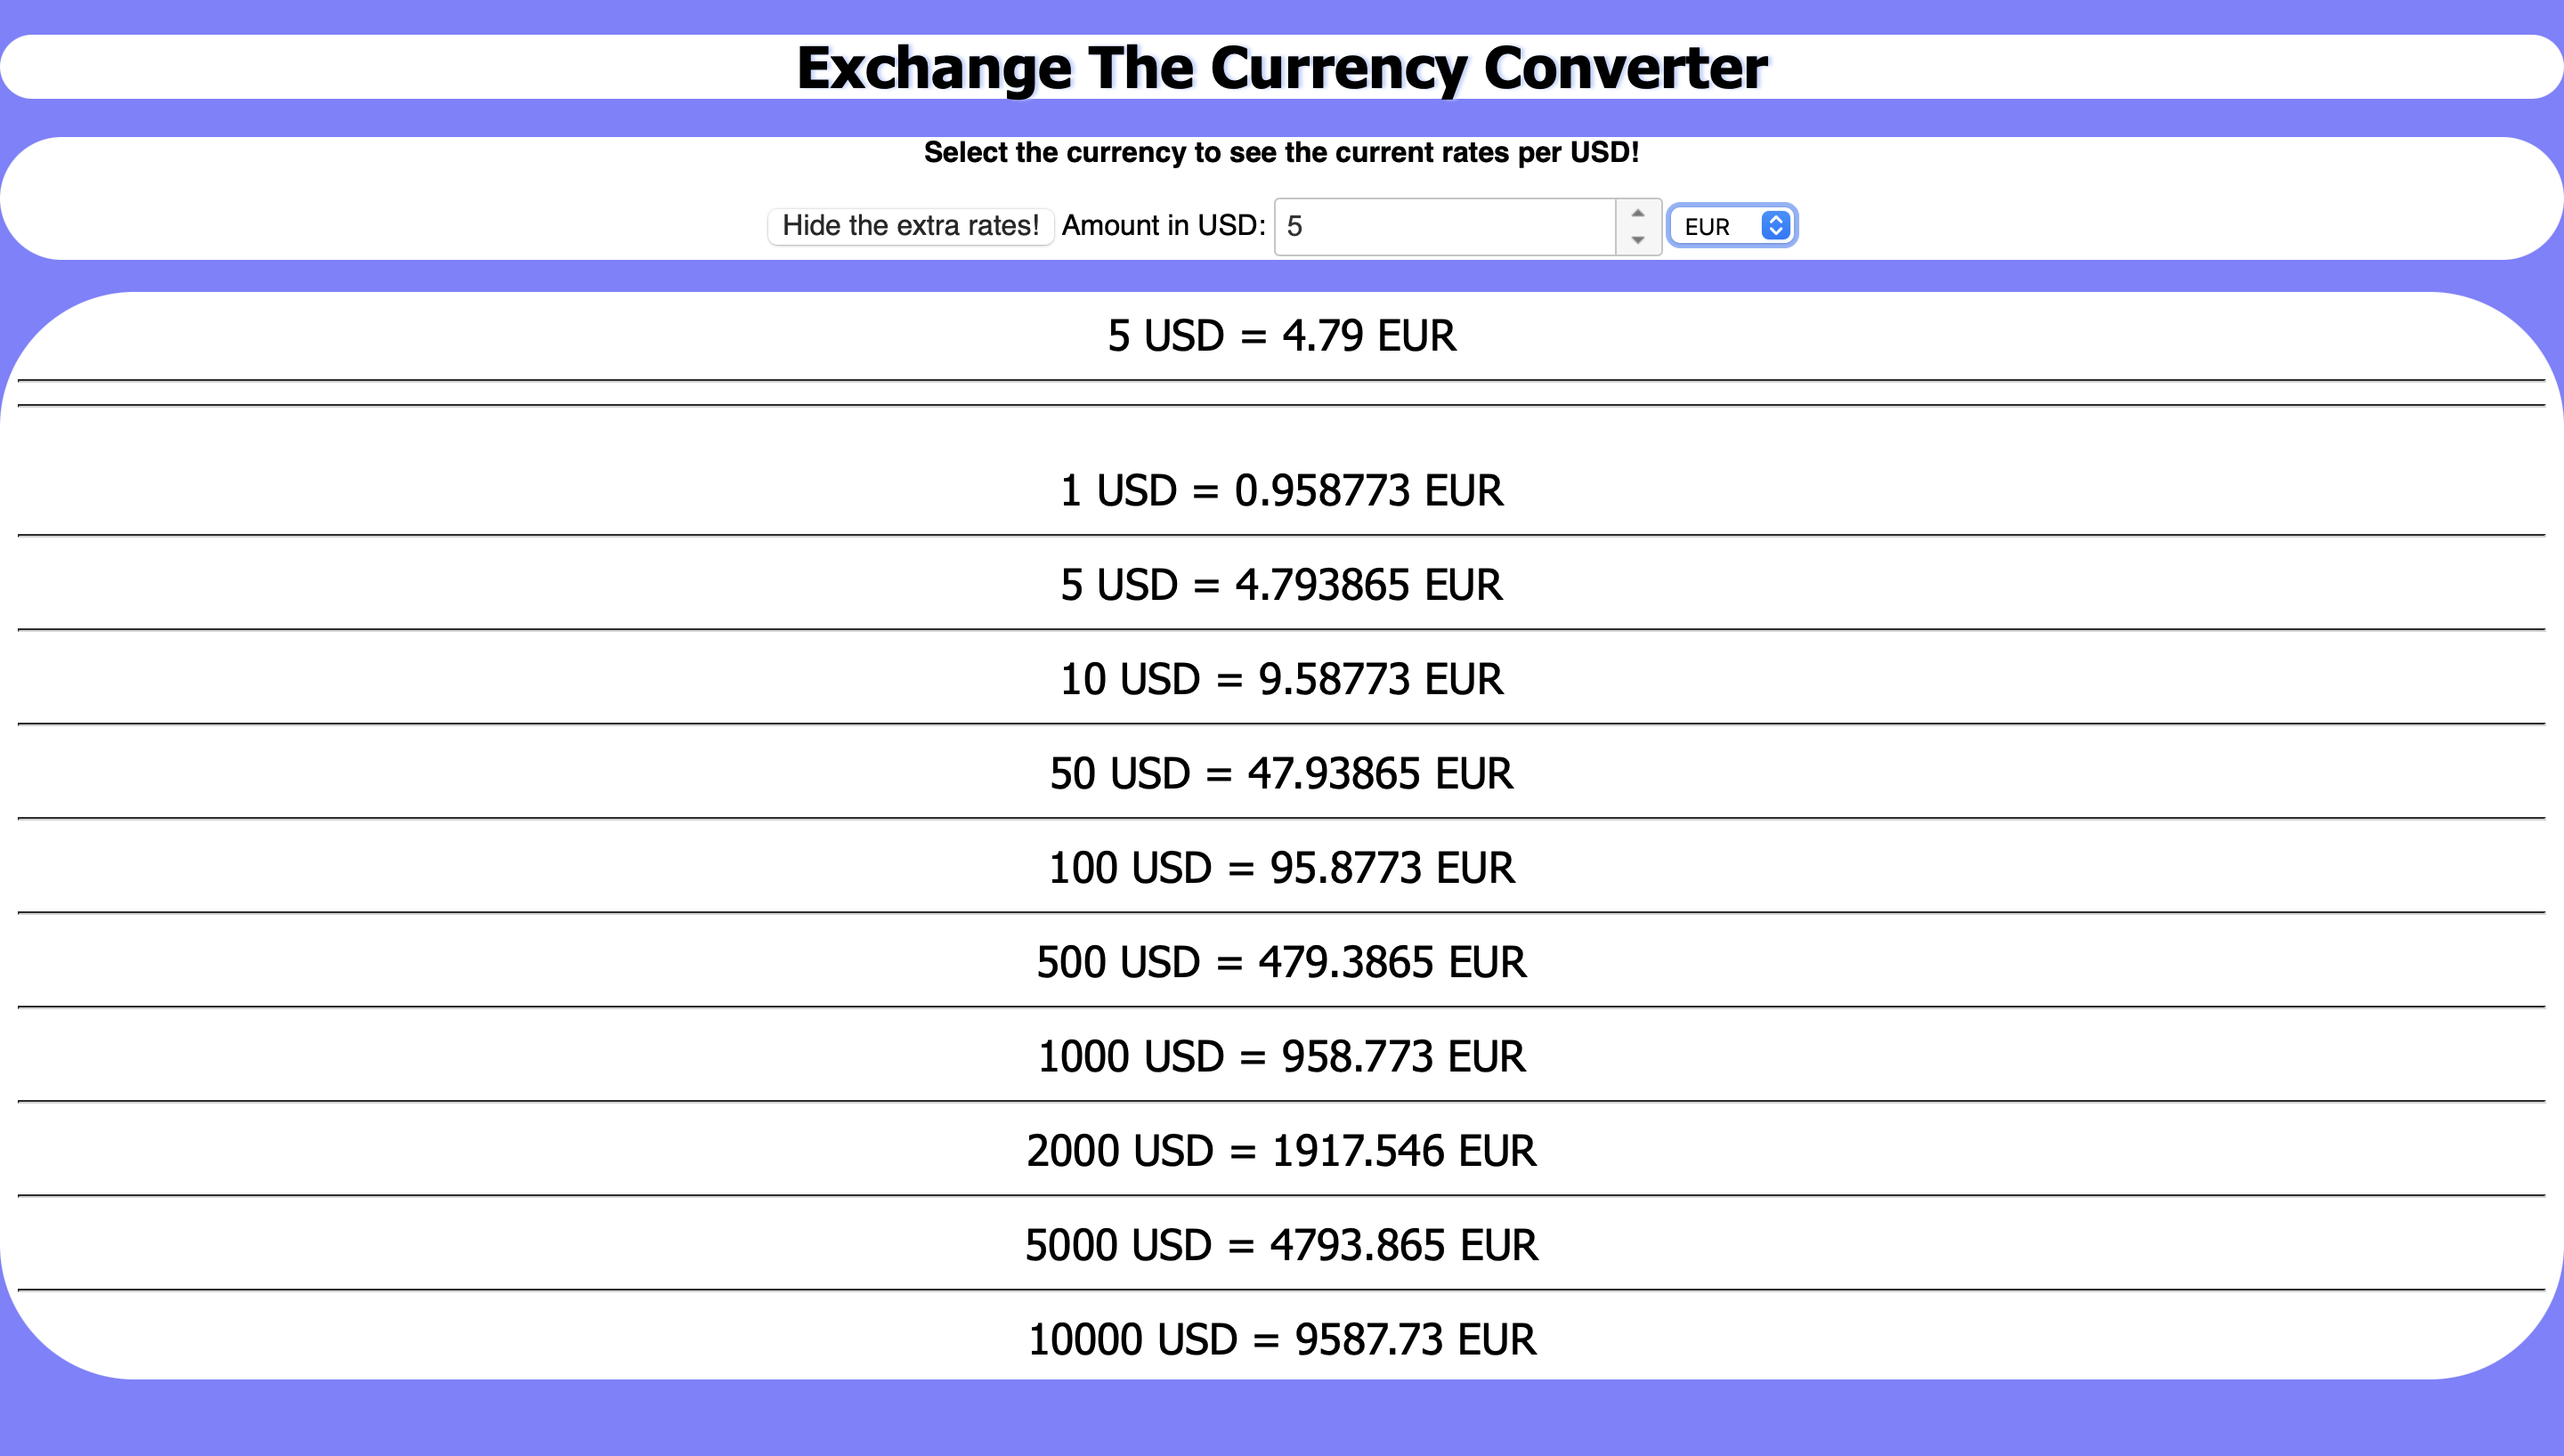 Exchange The Currency Converter
Select the currency to see the current rates per USD!
Hide the extra rates! Amount in USD: 5 EUR
5 USD = 4.79 EUR
1 USD = 0.958773 EUR
5 USD = 4.793865 EUR
10 USD = 9.58773 EUR
50 USD = 47.93865 EUR
100 USD = 95.8773 EUR
500 USD = 479.3865 EUR
1000 USD = 958.773 EUR
2000 USD = 1917.546 EUR
5000 USD = 4793.865 EUR
10000 USD = 9587.73 EUR